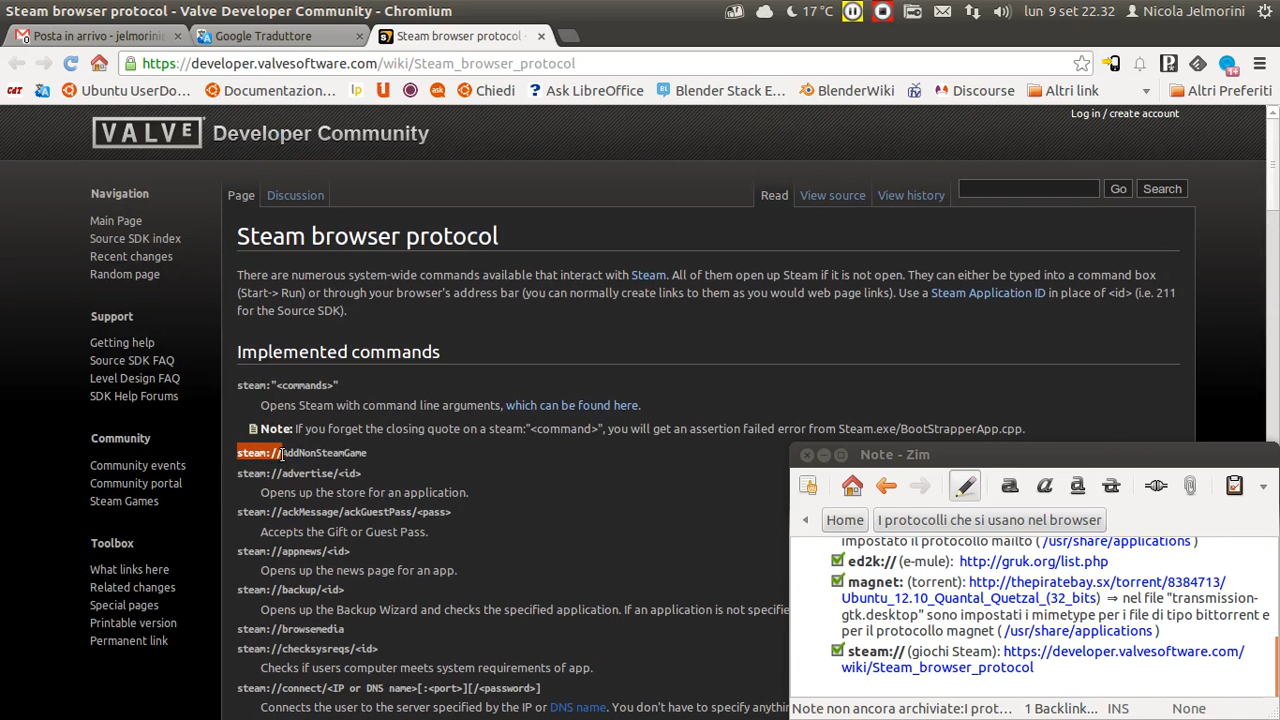 Steam browser protocol - Valve Developer Community - Chromium
17 °C
lun 9 set 22.32
Nicola Jelmorini
Posta in arrivo - jelmorini
Google Traduttore
Steam browser protocol -
https://developer.valvesoftware.com/wiki/Steam_browser_protocol
CdT
Ubuntu UserDo...
Documentazion...
lp
U
Chiedi
Ask LibreOffice
Blender Stack E...
BlenderWiki
Discourse
Altri link
Altri Preferiti
Log in / create account
VALVE Developer Community
Navigation
Main Page
Source SDK index
Recent changes
Random page
Support
Getting help
Source SDK FAQ
Level Design FAQ
SDK Help Forums
Community
Community events
Community portal
Steam Games
Toolbox
What links here
Related changes
Special pages
Printable version
Permanent link
Page
Discussion
Read
View source
View history
Go
Search
Steam browser protocol
There are numerous system-wide commands available that interact with Steam. All of them open up Steam if it is not open. They can either be typed into a command box
(Start-> Run) or through your browser's address bar (you can normally create links to them as you would web page links). Use a Steam Application ID in place of <id> (i.e. 211
for the Source SDK).
Implemented commands
steam:"<commands>"
Opens Steam with command line arguments, which can be found here.
Note: If you forget the closing quote on a steam:"<command>", you will get an assertion failed error from Steam.exe/BootStrapperApp.cpp.
steam://AddNonSteamGame
steam://advertise/<id>
Opens up the store for an application.
steam://ackMessage/ackGuestPass/<pass>
Accepts the Gift or Guest Pass.
steam://appnews/<id>
Opens up the news page for an app.
steam://backup/<id>
Opens up the Backup Wizard and checks the specified application. If an application is not specifie
steam://browsemedia
steam://checksysreqs/<id>
Checks if users computer meets system requirements of app.
steam://connect/<IP or DNS name>[:<port>][/<password>]
Connects the user to the server specified by the IP or DNS name. You don't have to specify anythin
Note - Zim
Home
I protocolli che si usano nel browser
impostato il protocollo mailto (/usr/share/applications )
ed2k:// (e-mule): http://gruk.org/list.php
magnet: (torrent): http://thepiratebay.sx/torrent/8384713/
Ubuntu_12.10_Quantal_Quetzal_(32_bits) ⇒ nel file "transmission-
gtk.desktop" sono impostati i mimetype per i file di tipo bittorrent e
per il protocollo magnet ( /usr/share/applications )
steam:// (giochi Steam): https://developer.valvesoftware.com/
wiki/Steam_browser_protocol
Note non ancora archiviate:I prot...
1 Backlink...
INS
None